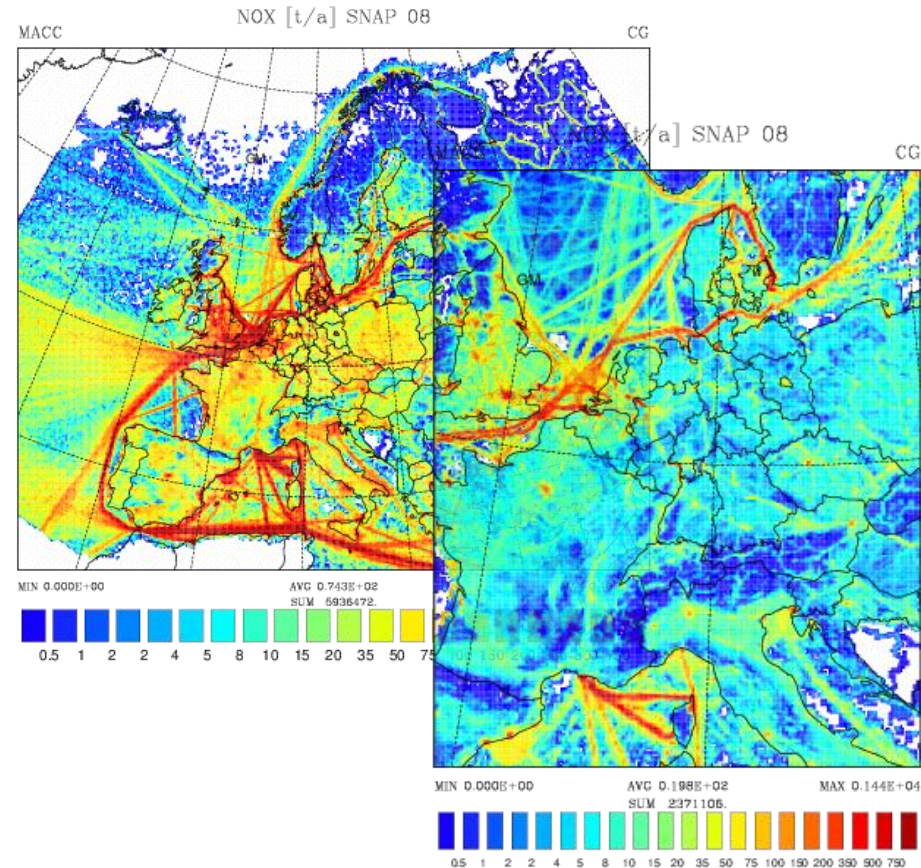 NOX [t/a] SNAP 08
MACC CG
GM
MIN 0.000E+00 AVG 0.743E+02
SUM 5936472.
0.5 1 2 2 4 5 8 10 15 20 35 50
NOX [t/a] SNAP 08
MACC CG
GM
MIN 0.000E+00 AVG 0.198E+02 MAX 0.144E+04
SUM 2371106.
0.5 1 2 2 4 5 8 10 15 20 35 50 75 100 150 200 350 500 750